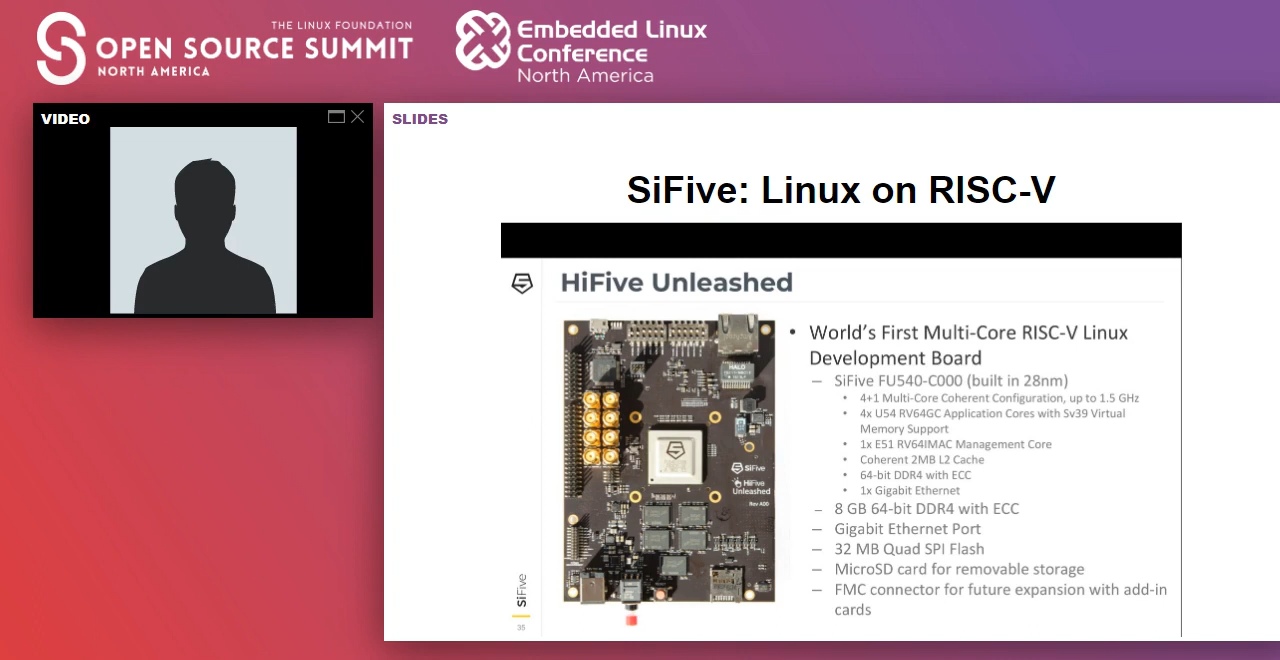 THE LINUX FOUNDATION
OPEN SOURCE SUMMIT
NORTH AMERICA
Embedded Linux
Conference
North America
VIDEO
SLIDES
SiFive: Linux on RISC-V
HiFive Unleashed
• World's First Multi-Core RISC-V Linux
Development Board
– SiFive FU540-C000 (built in 28nm)
• 4+1 Multi-Core Coherent Configuration, up to 1.5 GHz
• 4x U54 RV64GC Application Cores with Sv39 Virtual
Memory Support
• 1x E51 RV64IMAC Management Core
• Coherent 2MB L2 Cache
• 64-bit DDR4 with ECC
• 1x Gigabit Ethernet
– 8 GB 64-bit DDR4 with ECC
– Gigabit Ethernet Port
– 32 MB Quad SPI Flash
– MicroSD card for removable storage
– FMC connector for future expansion with add-in
cards
HALO
SiFive
HiFive
Unleashed
Rev A00
SiFive
35